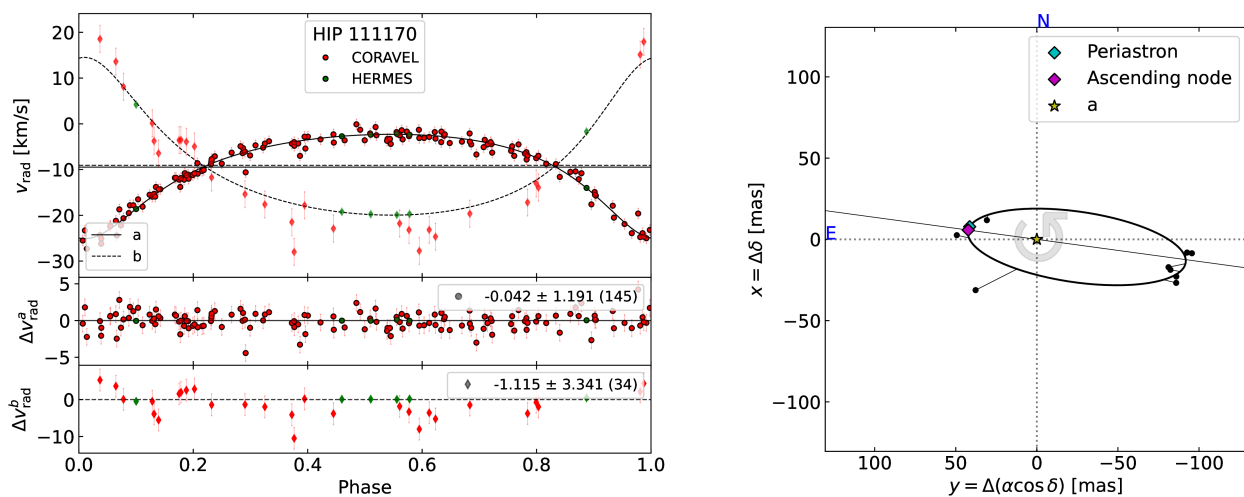 HIP 111170
CORAVEL
HERMES
a
b
v_rad [km/s]
20
10
0
−10
−20
−30
-0.042 ± 1.191 (145)
Δv^a_rad
5
0
−5
-1.115 ± 3.341 (34)
Δv^b_rad
0
−10
0.0 0.2 0.4 0.6 0.8 1.0
Phase
N
Periastron
Ascending node
a
E
x = Δδ [mas]
100
50
0
−50
−100
100 50 0 −50 −100
y = Δ(α cos δ) [mas]